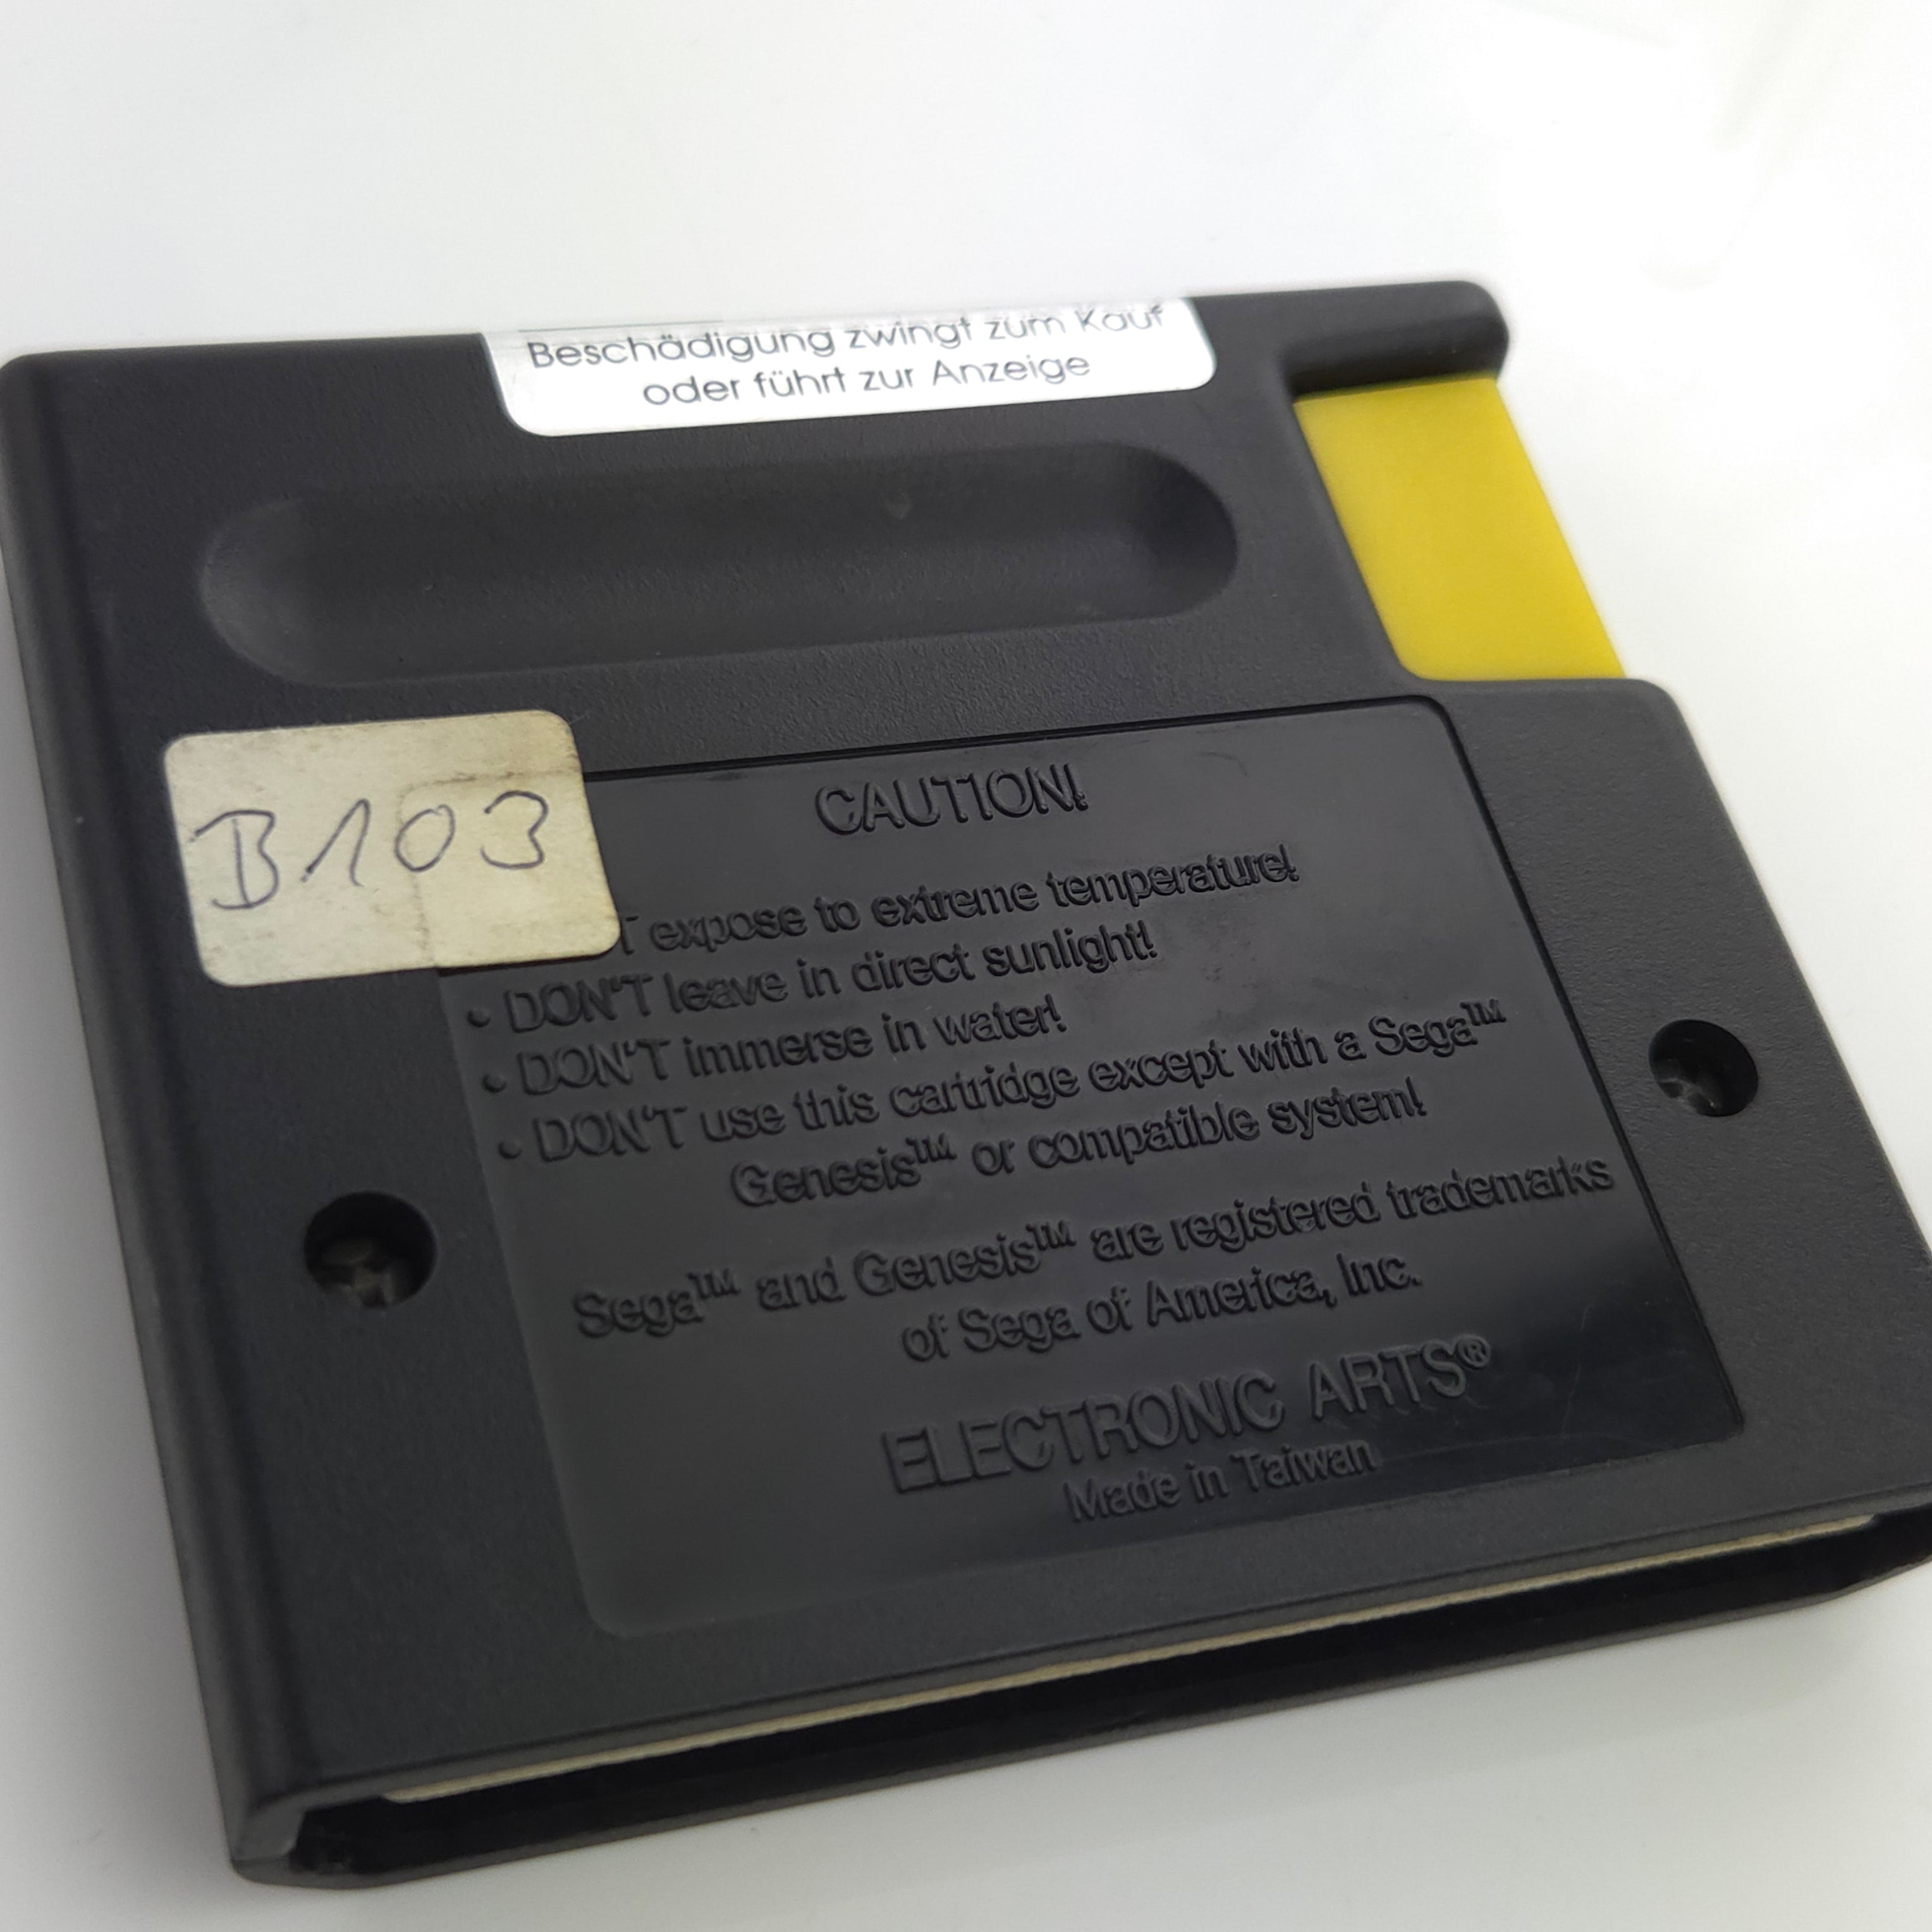 Beschädigung zwingt zum Kauf
oder führt zur Anzeige
B103
CAUTION!
T expose to extreme temperature!
• DON'T leave in direct sunlight!
• DON'T immerse in water!
• DON'T use this cartridge except with a Sega™
Genesis™ or compatible system!
Sega™ and Genesis™ are registered trademarks
of Sega of America, Inc.
ELECTRONIC ARTS®
Made in Taiwan